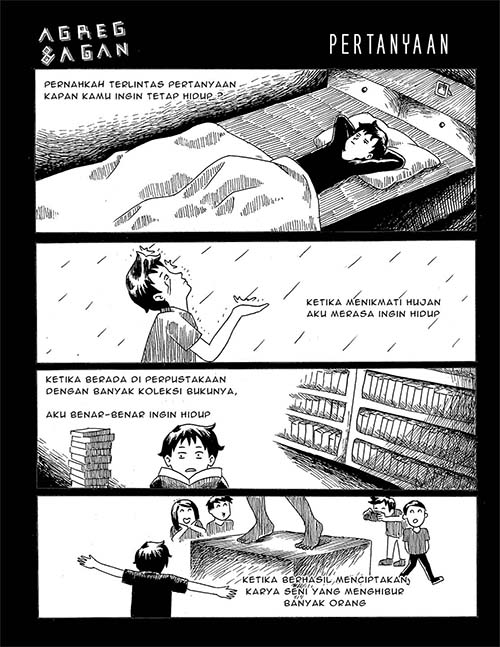 AGREG
& AGAN
PERTANYAAN
PERNAHKAH TERLINTAS PERTANYAAN
KAPAN KAMU INGIN TETAP HIDUP ?
KETIKA MENIKMATI HUJAN
AKU MERASA INGIN HIDUP
KETIKA BERADA DI PERPUSTAKAAN
DENGAN BANYAK KOLEKSI BUKUNYA,
AKU BENAR-BENAR INGIN HIDUP
KETIKA BERHASIL MENCIPTAKAN
KARYA SENI YANG MENGHIBUR
BANYAK ORANG